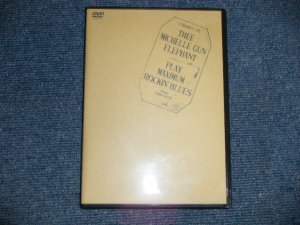 DVD
THEE
MICHELLE GUN
ELEPHANT
PLAY MAXIMUM
ROCKIN' BLUES